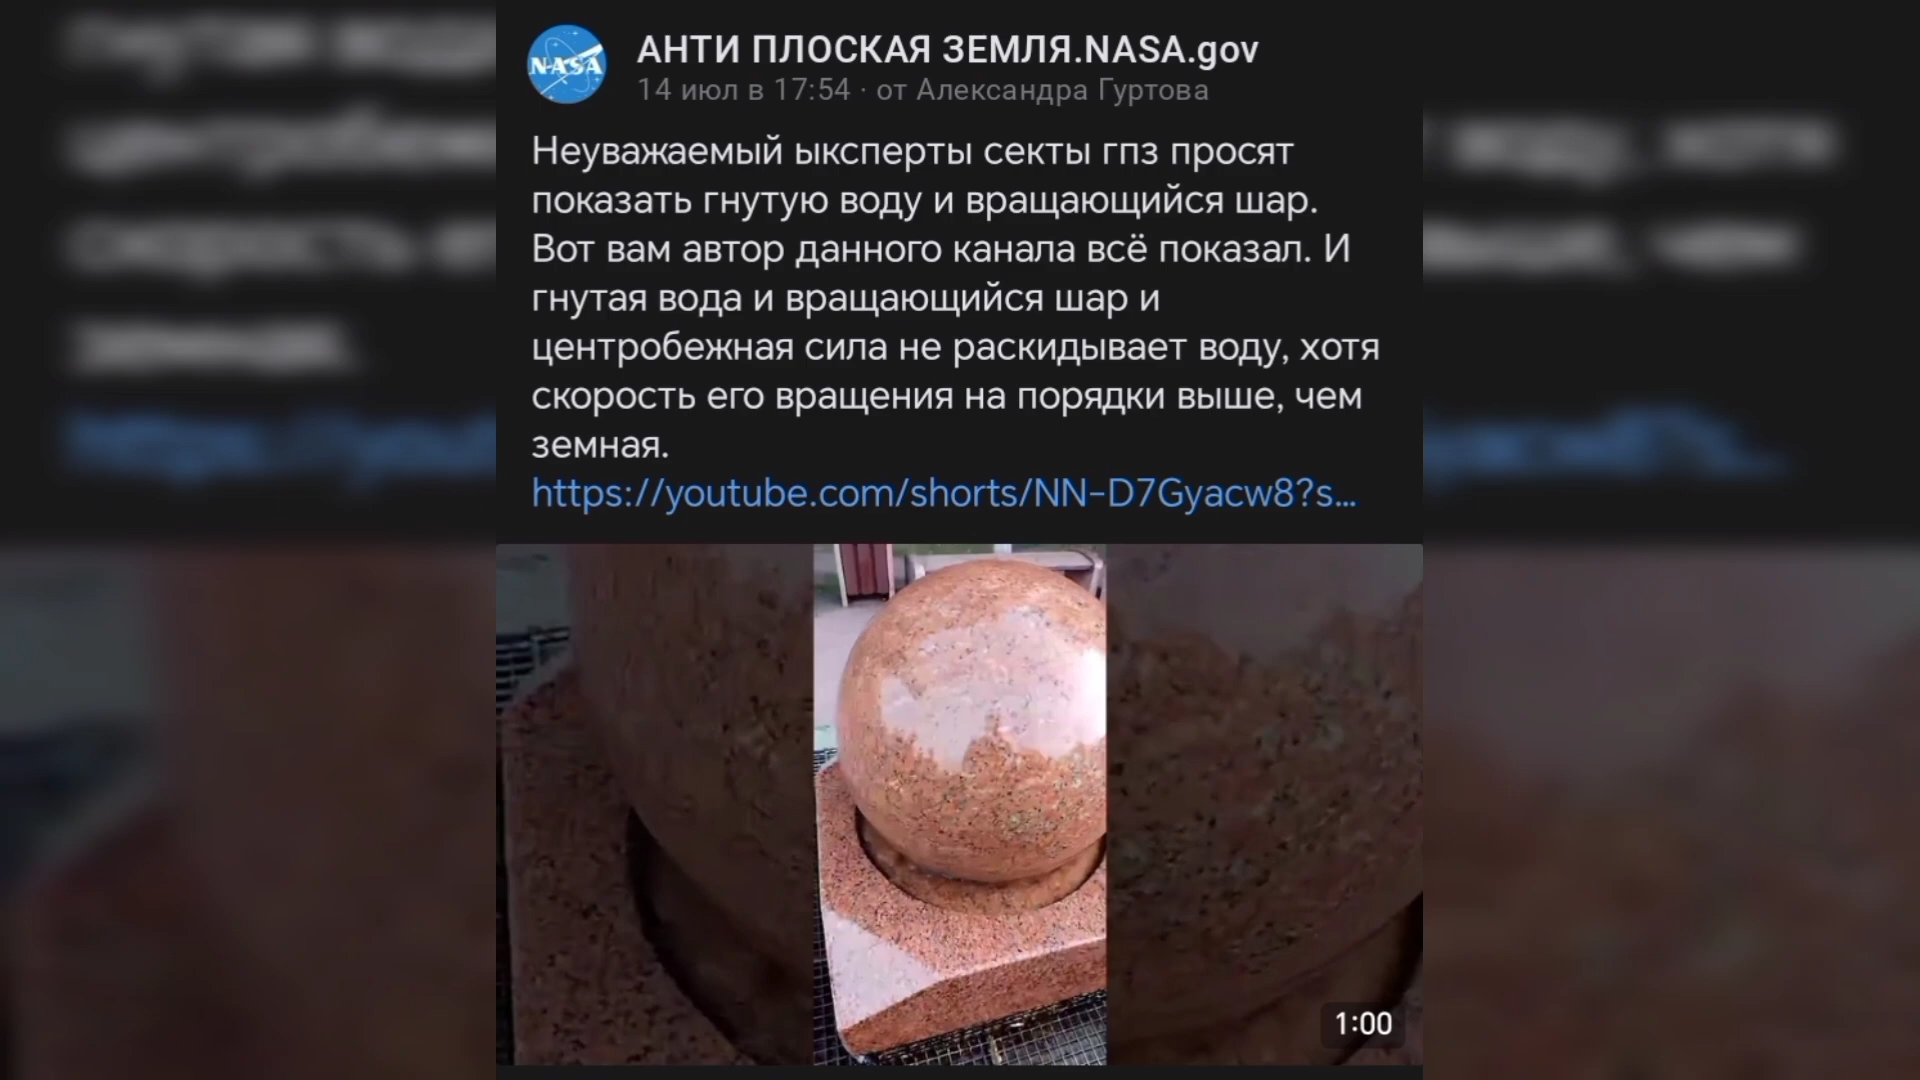 NASA
АНТИ ПЛОСКАЯ ЗЕМЛЯ.NASA.gov
14 июл в 17:54 · от Александра Гуртова
Неуважаемый ыксперты секты гпз просят
показать гнутую воду и вращающийся шар.
Вот вам автор данного канала всё показал. И
гнутая вода и вращающийся шар и
центробежная сила не раскидывает воду, хотя
скорость его вращения на порядки выше, чем
земная.
https://youtube.com/shorts/NN-D7Gyacw8?s...
1:00